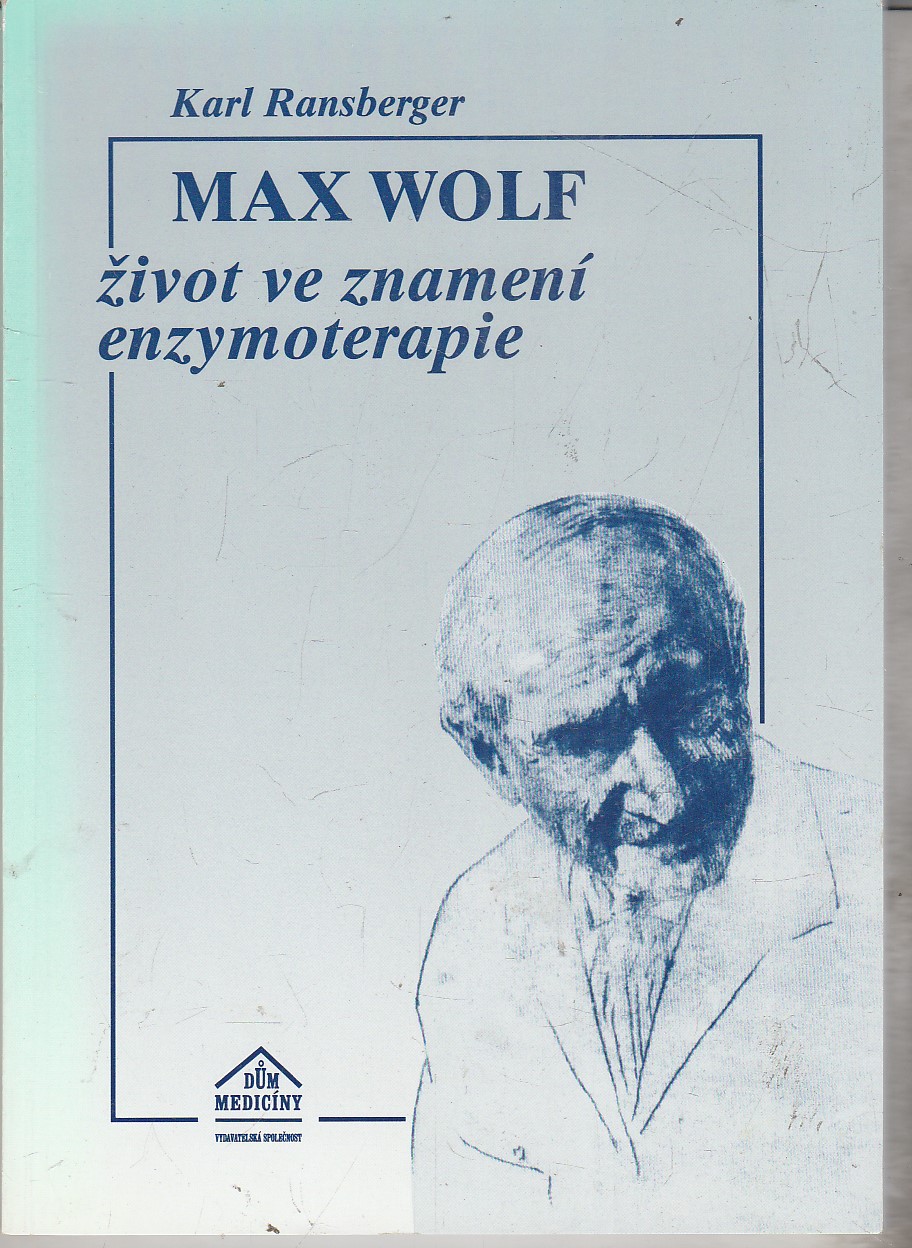 Karl Ransberger
MAX WOLF
život ve znamení
enzymoterapie
DŮM
MEDICÍNY
VYDAVATELSKÁ SPOLEČNOST